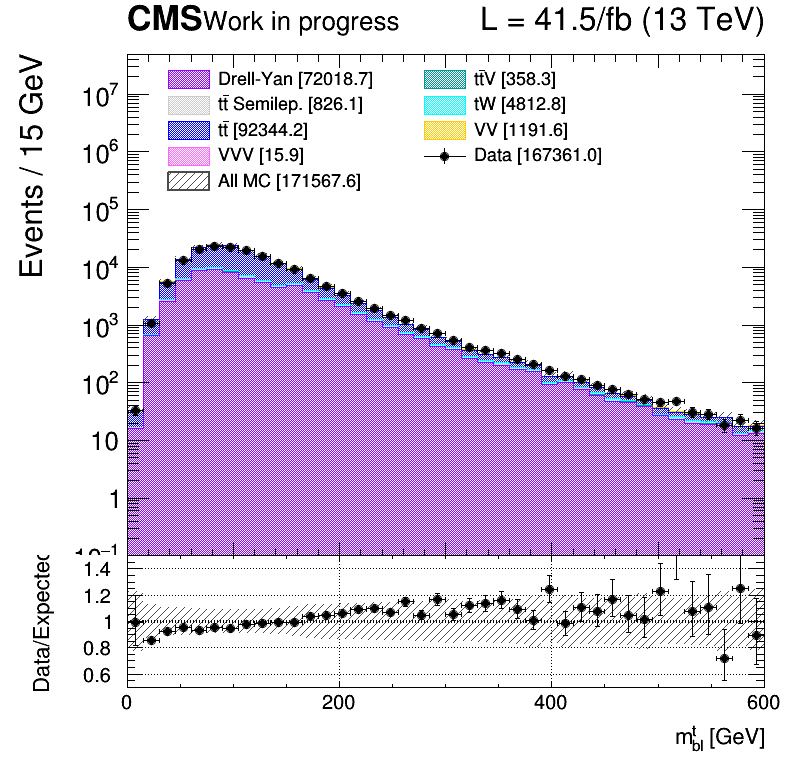 CMS Work in progress L = 41.5/fb (13 TeV)
Events / 15 GeV
Drell-Yan [72018.7]
tt̄ Semilep. [826.1]
tt̄ [92344.2]
VVV [15.9]
All MC [171567.6]
tt̄V [358.3]
tW [4812.8]
VV [1191.6]
Data [167361.0]
10⁷
10⁶
10⁵
10⁴
10³
10²
10
1
10⁻¹
Data/Expected
1.4
1.2
1
0.8
0.6
0 200 400 600
m^t_bl [GeV]